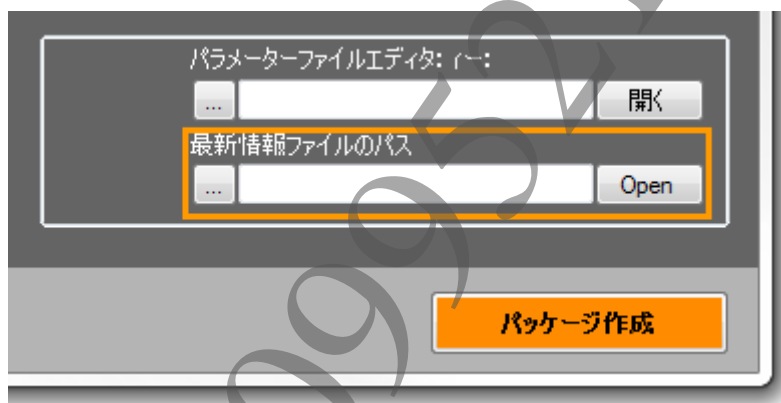 パラメーターファイルエディタ: ィー:
...
開く
最新情報ファイルのパス
...
Open
パッケージ作成